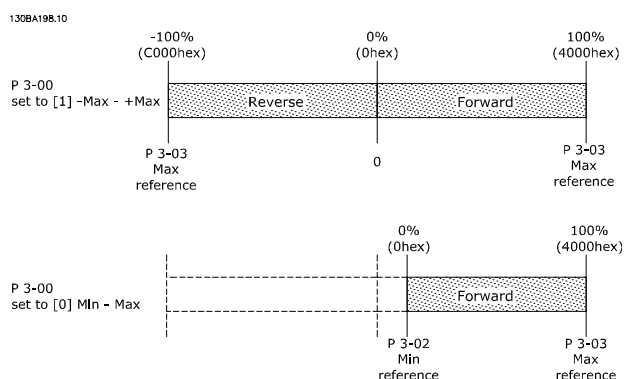 130BA198.10
-100%
(C000hex)
0%
(0hex)
100%
(4000hex)
P 3-00
set to [1] -Max - +Max
Reverse
Forward
P 3-03
Max
reference
0
P 3-03
Max
reference
0%
(0hex)
100%
(4000hex)
P 3-00
set to [0] MIn - Max
Forward
P 3-02
Min
reference
P 3-03
Max
reference